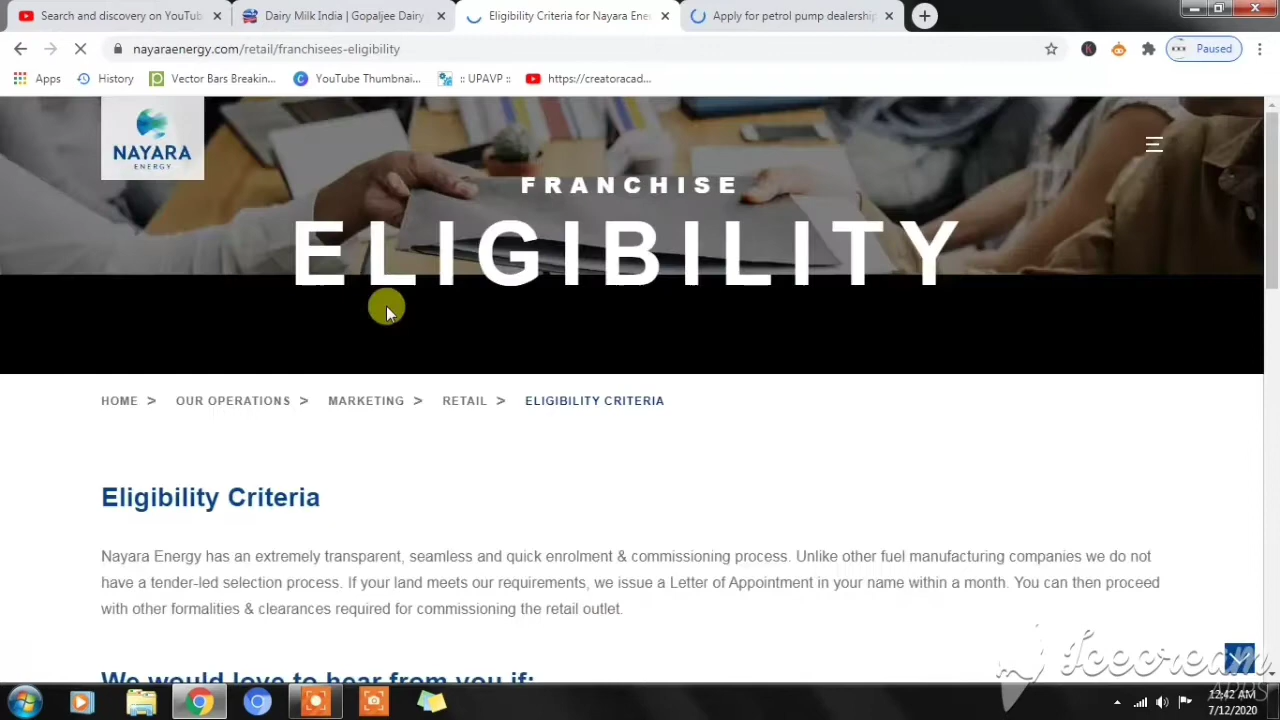 Search and discovery on YouTub
Dairy Milk India | Gopaljee Dairy
Eligibility Criteria for Nayara Ene
Apply for petrol pump dealership
nayaraenergy.com/retail/franchisees-eligibility
Paused
Apps
History
Vector Bars Breakin...
YouTube Thumbnai...
:: UPAVP ::
https://creatoracad...
NAYARA
ENERGY
FRANCHISE
ELIGIBILITY
HOME > OUR OPERATIONS > MARKETING > RETAIL > ELIGIBILITY CRITERIA
Eligibility Criteria
Nayara Energy has an extremely transparent, seamless and quick enrolment & commissioning process. Unlike other fuel manufacturing companies we do not
have a tender-led selection process. If your land meets our requirements, we issue a Letter of Appointment in your name within a month. You can then proceed
with other formalities & clearances required for commissioning the retail outlet.
We would love to hear from you if:
Icecream
APPS
12:42 AM
7/12/2020